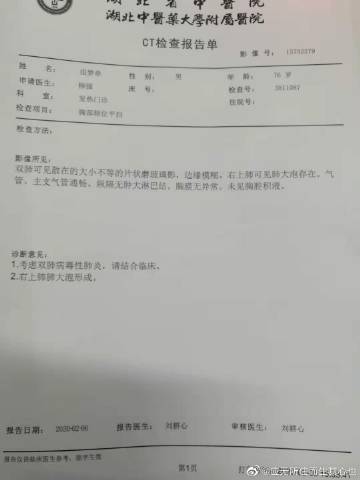 湖北省中医院
湖北中医药大學附属醫院
CT检查报告单
影像号：
姓名
性别：男
年龄：76岁
申请医生：
床号：
检查号：3811087
科室：发热门诊
住院号：
检查项目：胸部肺位平扫
检查方法：
影像所见：
双肺可见散在的大小不等的片状磨玻璃影，边缘模糊，右上肺可见肺大泡存在。气
管、主支气管通畅。纵隔无肿大淋巴结。胸膜无异常。未见胸腔积液。
诊断意见：
1.考虑双肺病毒性肺炎，请结合临床。
2.右上肺肺大泡形成。
报告日期：2020-02-06
报告医生：刘耕心
审核医生：刘耕心
报告仅供临床医生参考，请字生效
第1页